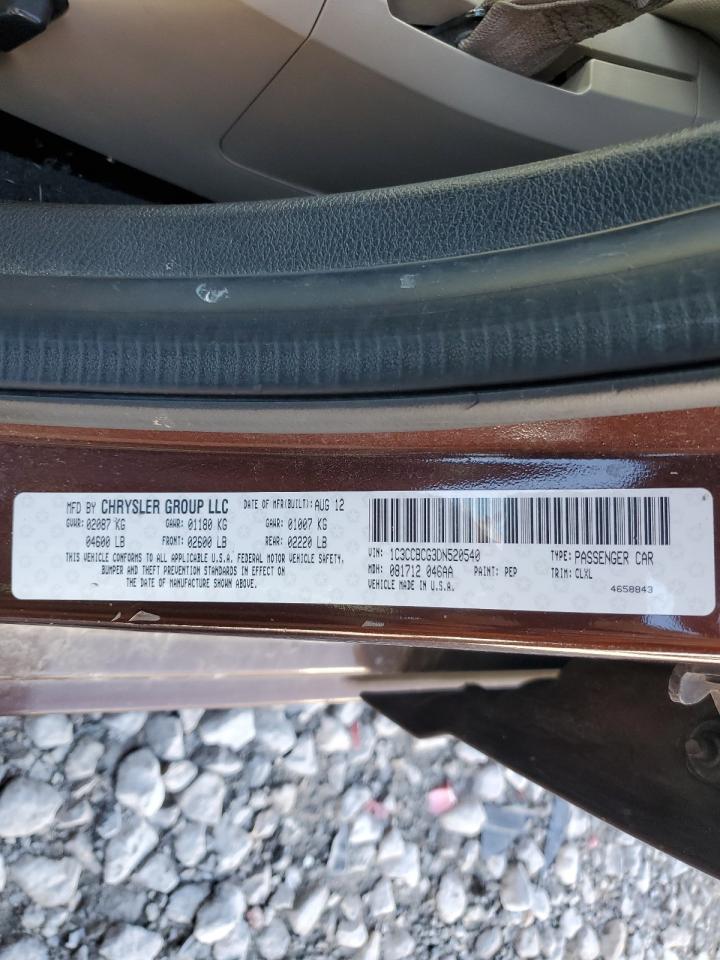 MFD BY CHRYSLER GROUP LLC DATE OF MFR(BUILT): AUG 12
GVWR: 02087 KG GAWR: 01180 KG GAWR: 01007 KG
04600 LB FRONT: 02600 LB REAR: 02220 LB
THIS VEHICLE CONFORMS TO ALL APPLICABLE U.S.A. FEDERAL MOTOR VEHICLE SAFETY,
BUMPER AND THEFT PREVENTION STANDARDS IN EFFECT ON
THE DATE OF MANUFACTURE SHOWN ABOVE.
VIN: 1C3CCBCG3DN520540 TYPE: PASSENGER CAR
MDH: 081712 046AA PAINT: PEP TRIM: CLXL
VEHICLE MADE IN U.S.A. 4658843